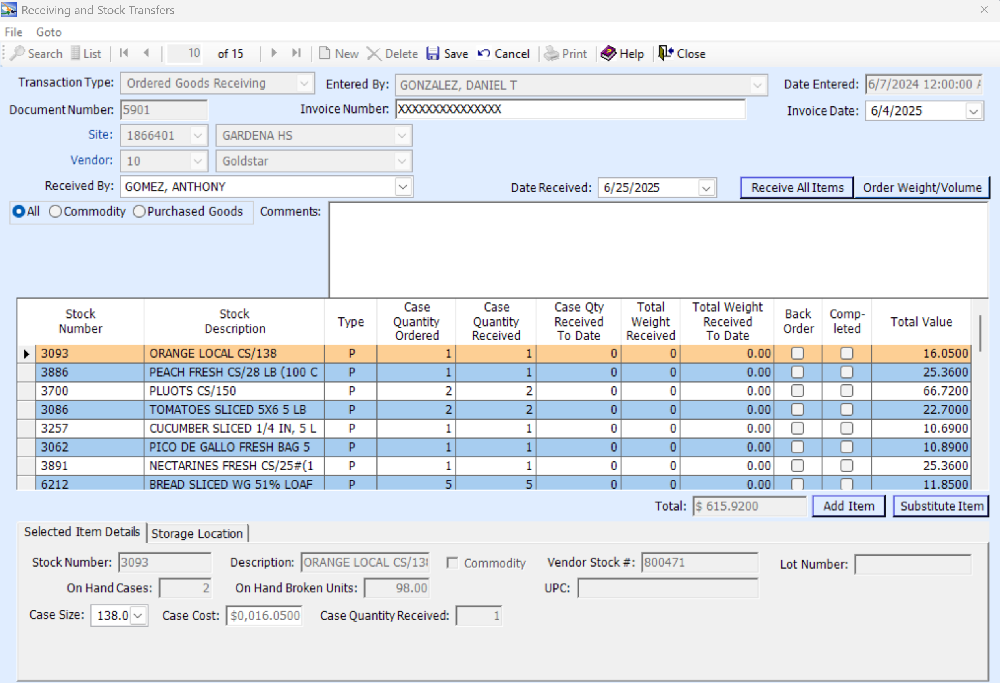 Receiving and Stock Transfers
File Goto
Search List 10 of 15 New Delete Save Cancel Print Help Close
Transaction Type: Ordered Goods Receiving Entered By: GONZALEZ, DANIEL T Date Entered: 6/7/2024 12:00:00 A
Document Number: 5901 Invoice Number: XXXXXXXXXXXXXXX Invoice Date: 6/4/2025
Site: 1866401 GARDENA HS
Vendor: 10 Goldstar
Received By: GOMEZ, ANTHONY Date Received: 6/25/2025 Receive All Items Order Weight/Volume
All Commodity Purchased Goods Comments:
Stock Number Stock Description Type Case Quantity Ordered Case Quantity Received Case Qty Received To Date Total Weight Received Total Weight Received To Date Back Order Comp-leted Total Value
3093 ORANGE LOCAL CS/138 P 1 1 0 0 0.00 16.0500
3886 PEACH FRESH CS/28 LB (100 C P 1 1 0 0 0.00 25.3600
3700 PLUOTS CS/150 P 2 2 0 0 0.00 66.7200
3086 TOMATOES SLICED 5X6 5 LB P 2 2 0 0 0.00 22.7000
3257 CUCUMBER SLICED 1/4 IN, 5 L P 1 1 0 0 0.00 10.6900
3062 PICO DE GALLO FRESH BAG 5 P 1 1 0 0 0.00 10.8900
3891 NECTARINES FRESH CS/25#(1 P 1 1 0 0 0.00 25.3600
6212 BREAD SLICED WG 51% LOAF P 5 5 0 0 0.00 11.8500
Total: $ 615.9200 Add Item Substitute Item
Selected Item Details Storage Location
Stock Number: 3093 Description: ORANGE LOCAL CS/138 Commodity Vendor Stock #: 800471 Lot Number:
On Hand Cases: 2 On Hand Broken Units: 98.00 UPC:
Case Size: 138.0 Case Cost: $0,016.0500 Case Quantity Received: 1